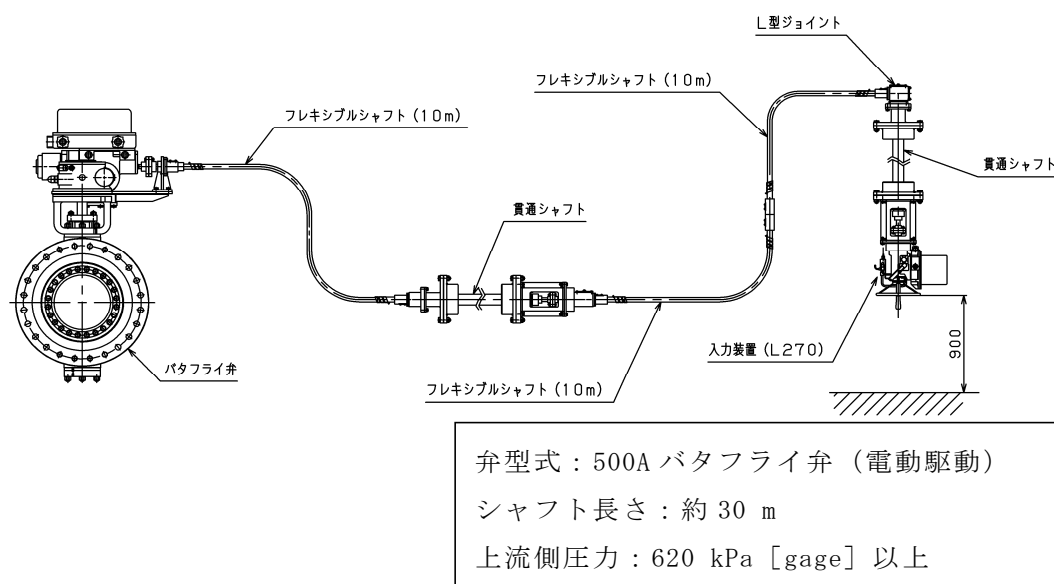 L型ジョイント
フレキシブルシャフト(10m)
フレキシブルシャフト(10m)
貫通シャフト
貫通シャフト
入力装置(L270)
900
バタフライ弁
フレキシブルシャフト(10m)
弁型式：500A バタフライ弁（電動駆動）
シャフト長さ：約 30 m
上流側圧力：620 kPa [gage] 以上